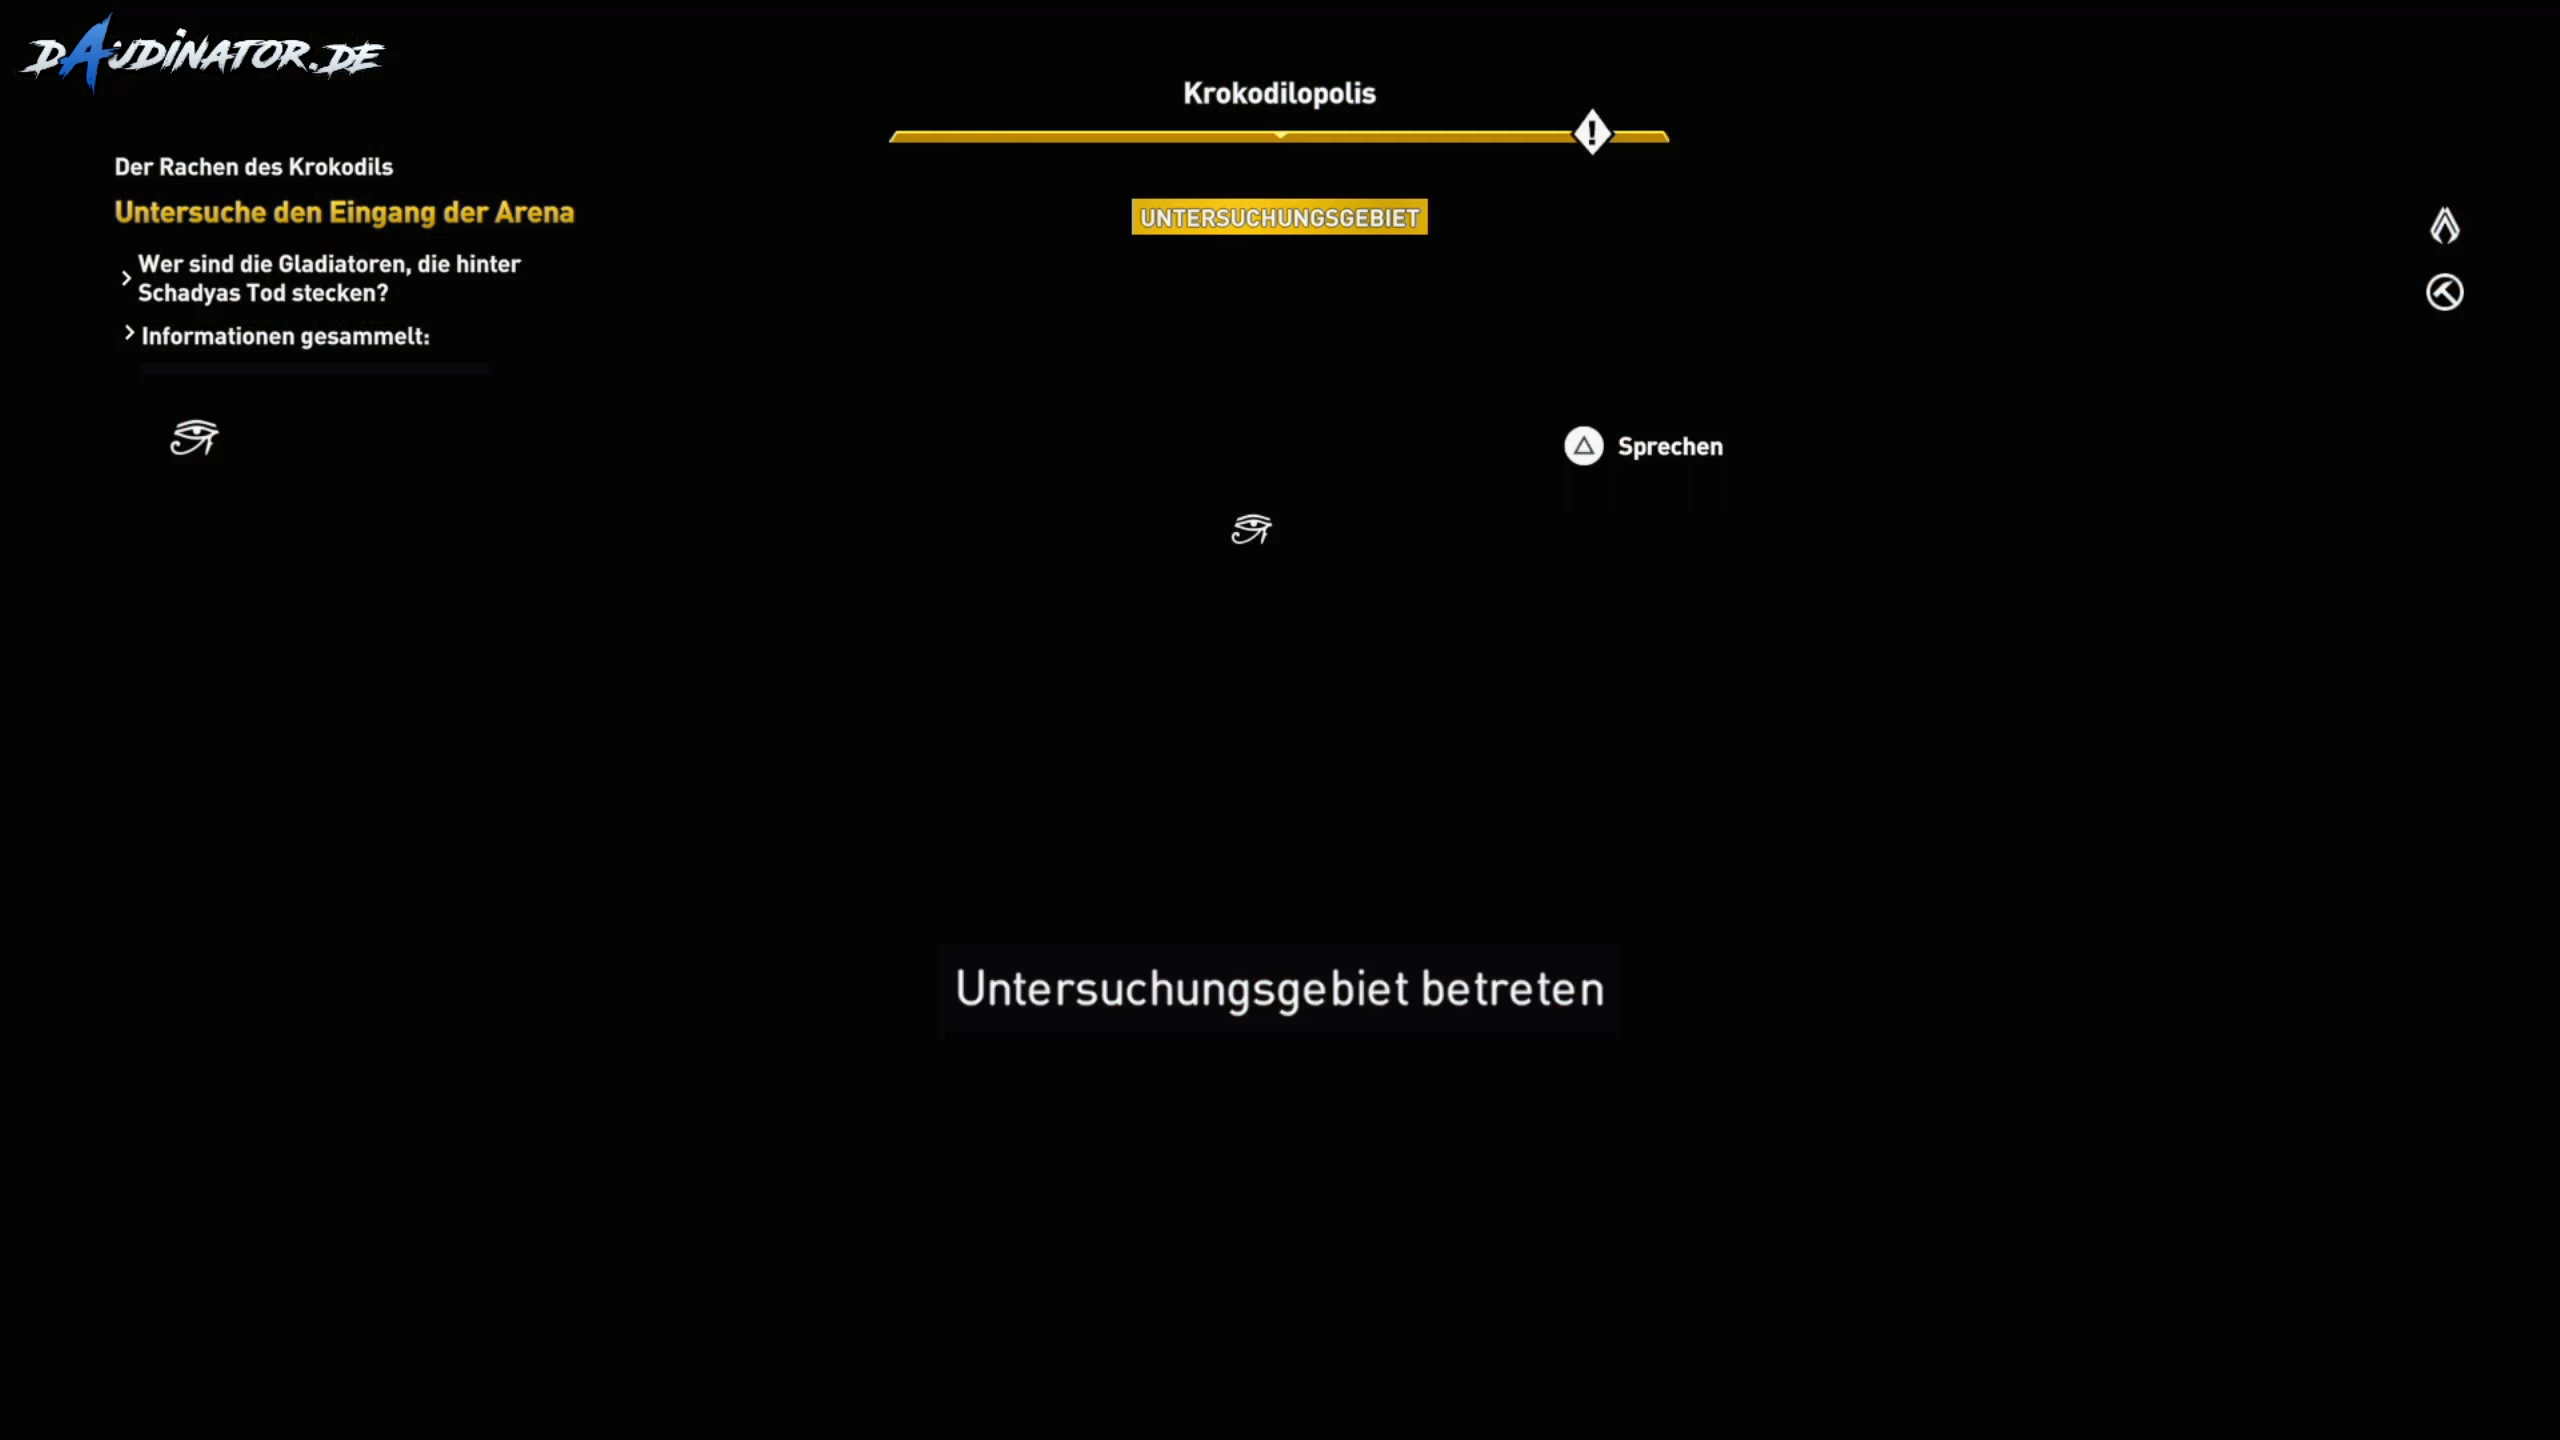 DAUDINATOR.DE
Krokodilopolis
Der Rachen des Krokodils
Untersuche den Eingang der Arena
UNTERSUCHUNGSGEBIET
Wer sind die Gladiatoren, die hinter
Schadyas Tod stecken?
Informationen gesammelt:
Sprechen
Untersuchungsgebiet betreten